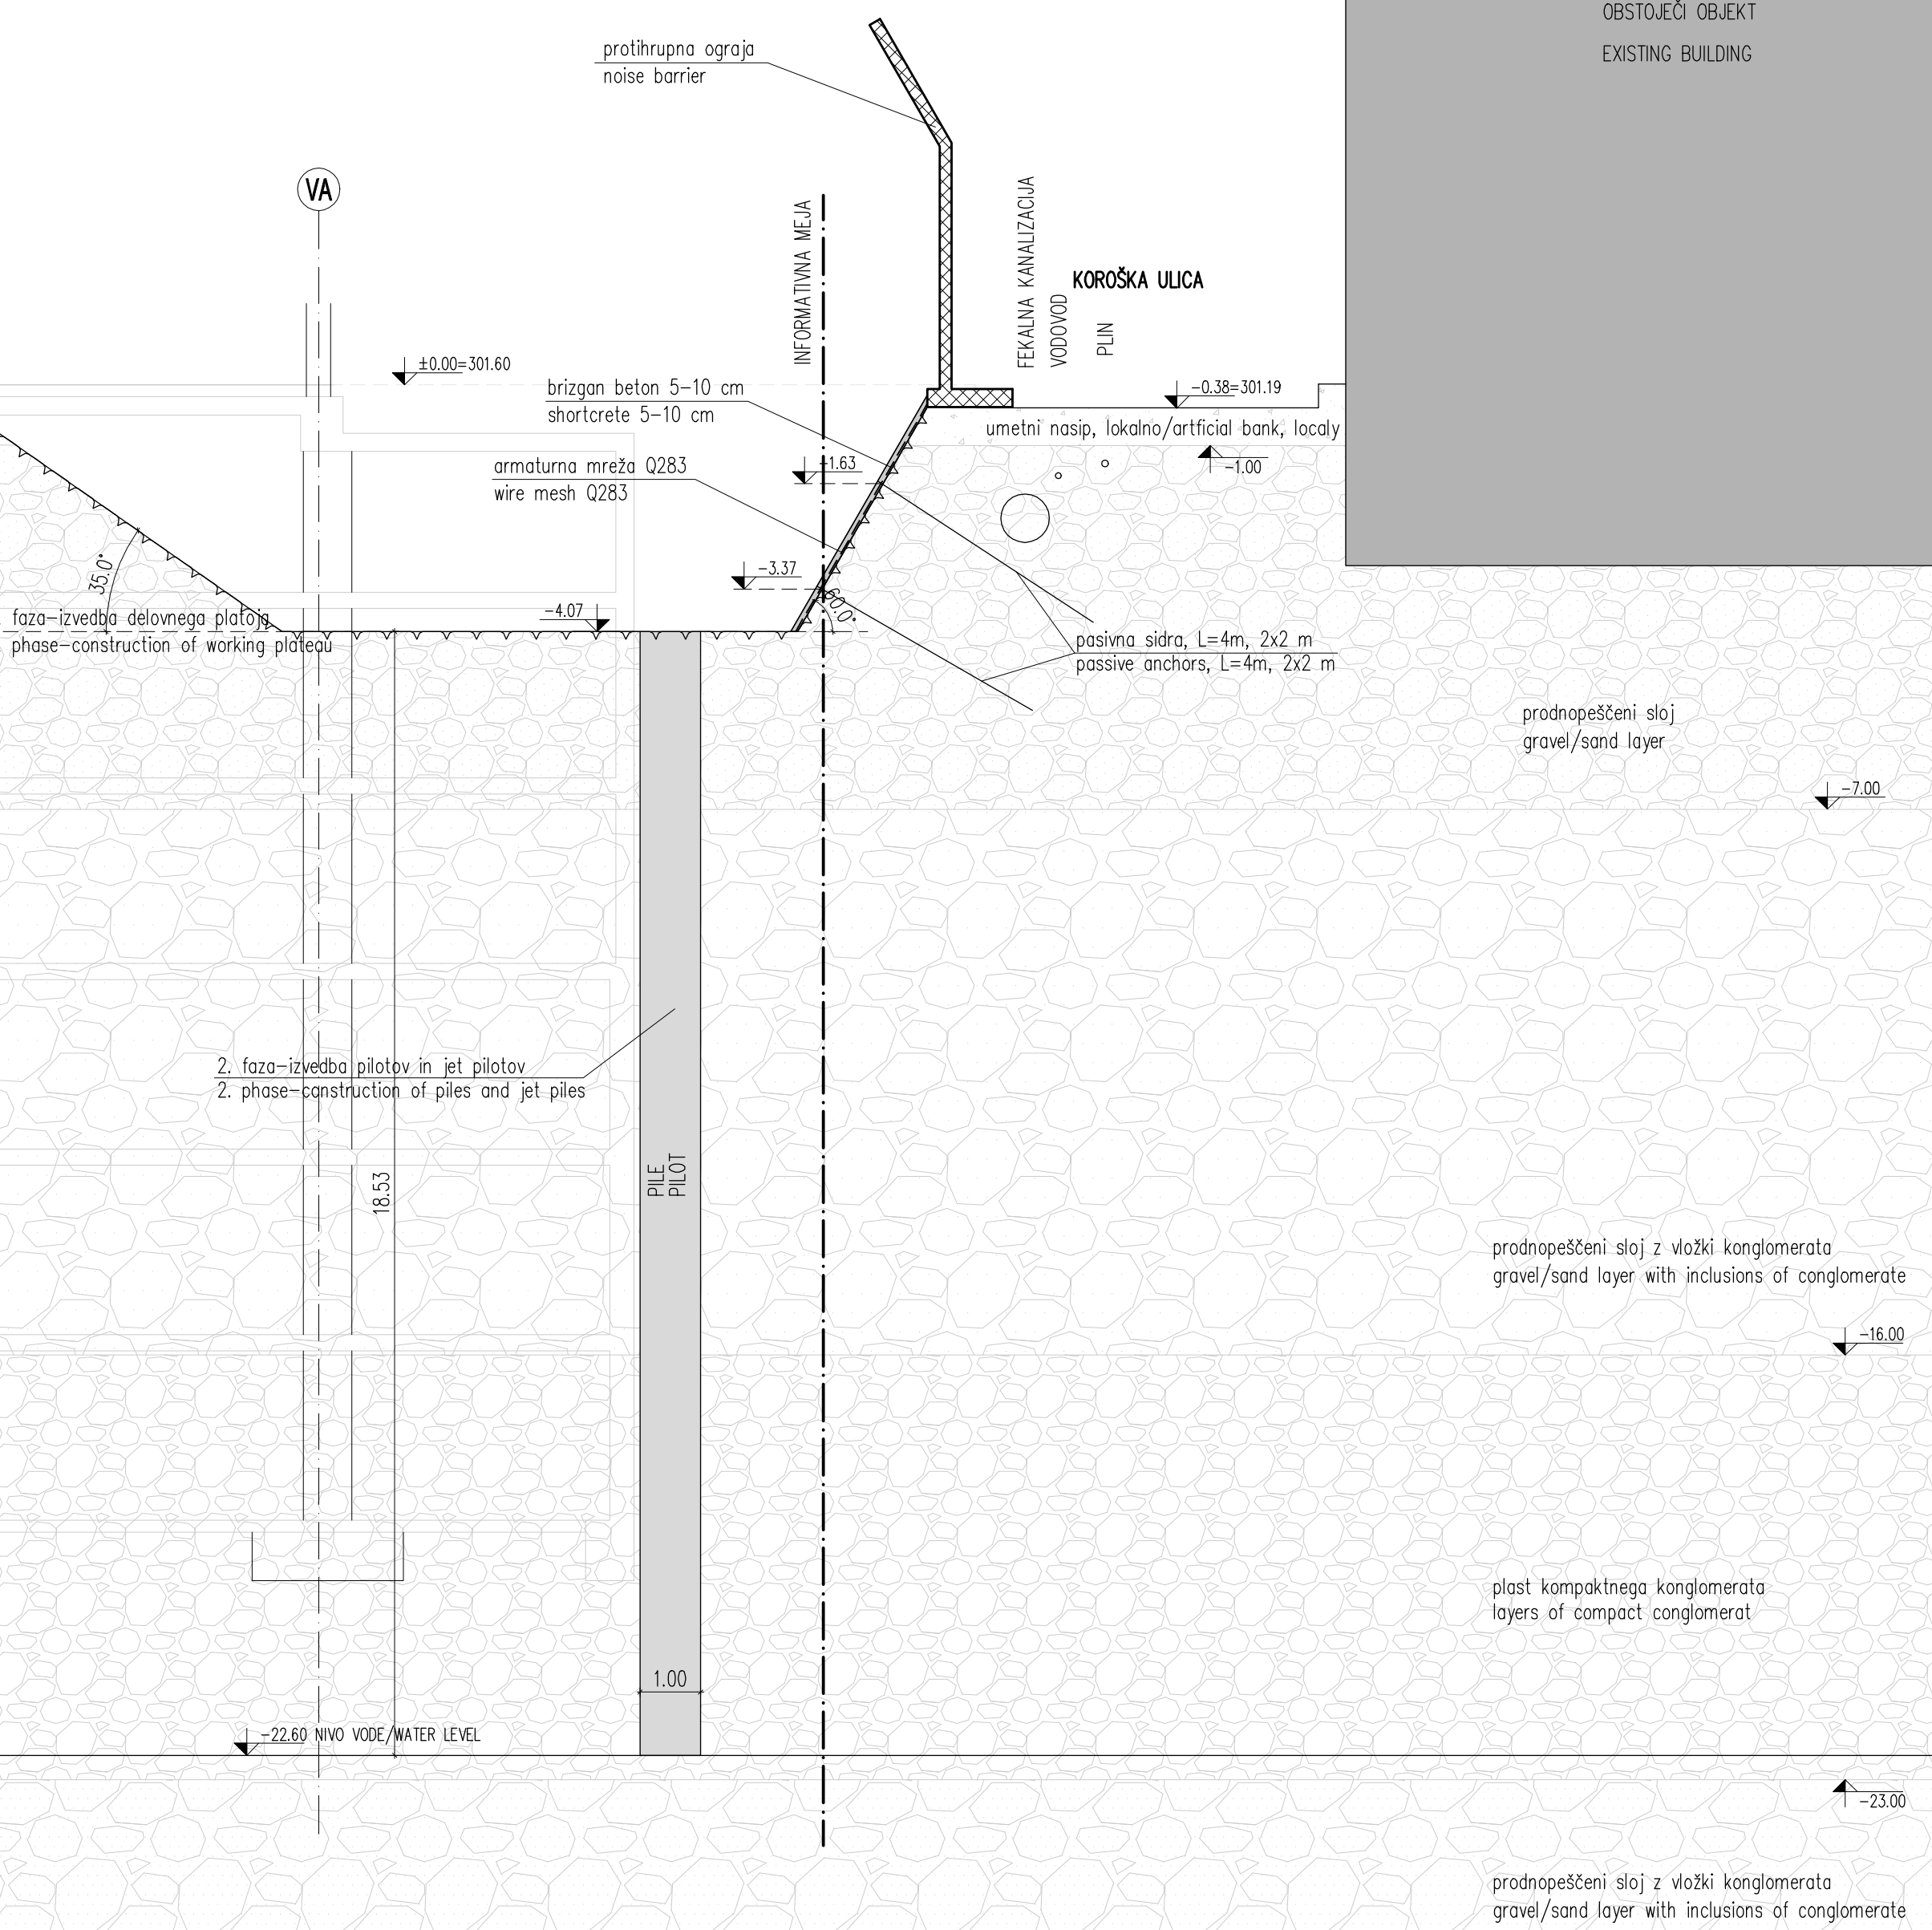 OBSTOJEČI OBJEKT
EXISTING BUILDING
protihrupna ograja
noise barrier
VA
INFORMATIVNA MEJA
FEKALNA KANALIZACIJA
VODOVOD
PLIN
KOROŠKA ULICA
±0.00=301.60
brizgan beton 5-10 cm
shortcrete 5-10 cm
-0.38=301.19
umetni nasip, lokalno/artficial bank, localy
-1.00
armaturna mreža Q283
wire mesh Q283
-1.63
-3.37
35.0°
60.0°
-4.07
faza-izvedba delovnega platoja
phase-construction of working plateau
pasivna sidra, L=4m, 2x2 m
passive anchors, L=4m, 2x2 m
prodnopeščeni sloj
gravel/sand layer
-7.00
2. faza-izvedba pilotov in jet pilotov
2. phase-construction of piles and jet piles
18.53
PILE
PILOT
prodnopeščeni sloj z vložki konglomerata
gravel/sand layer with inclusions of conglomerate
-16.00
plast kompaktnega konglomerata
layers of compact conglomerat
1.00
-22.60 NIVO VODE/WATER LEVEL
-23.00
prodnopeščeni sloj z vložki konglomerata
gravel/sand layer with inclusions of conglomerate